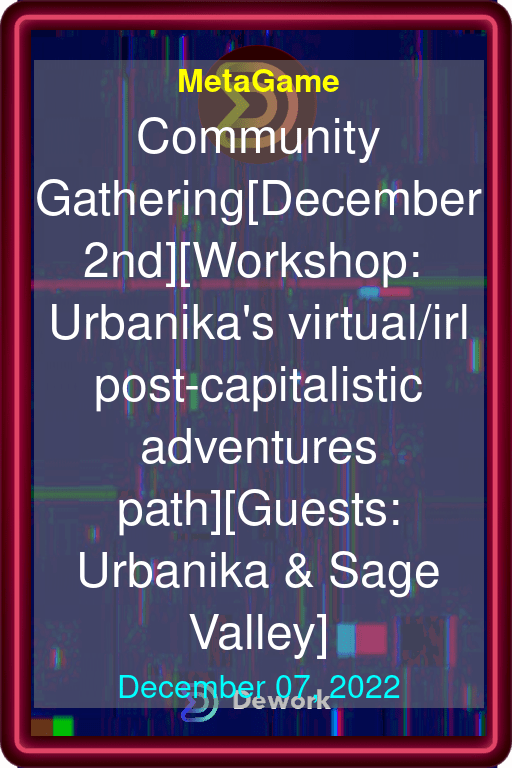 MetaGame
Community
Gathering[December
2nd][Workshop:
Urbanika's virtual/irl
post-capitalistic
adventures
path][Guests:
Urbanika & Sage
Valley]
December 07, 2022
Dework